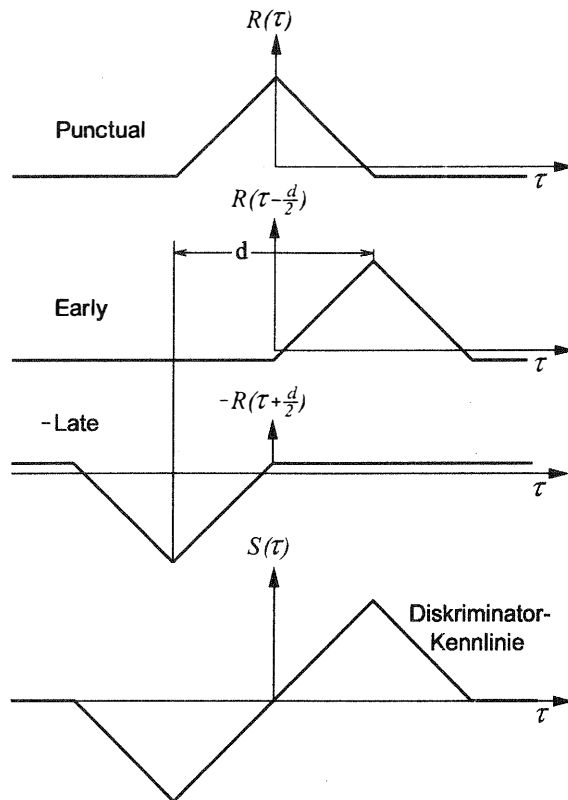 R(τ)
Punctual
τ
R(τ-d/2)
d
Early
τ
-R(τ+d/2)
-Late
τ
S(τ)
Diskriminator-
Kennlinie
τ